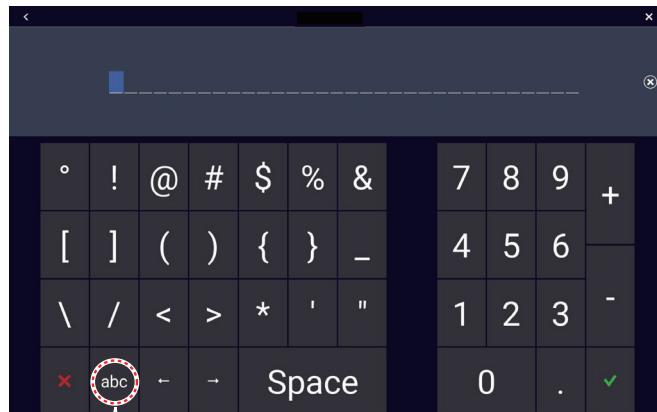 ° ! @ # $ % & 7 8 9 +
[ ] ( ) { } _ 4 5 6
\ / < > * ' " 1 2 3 -
abc ← → Space 0 .